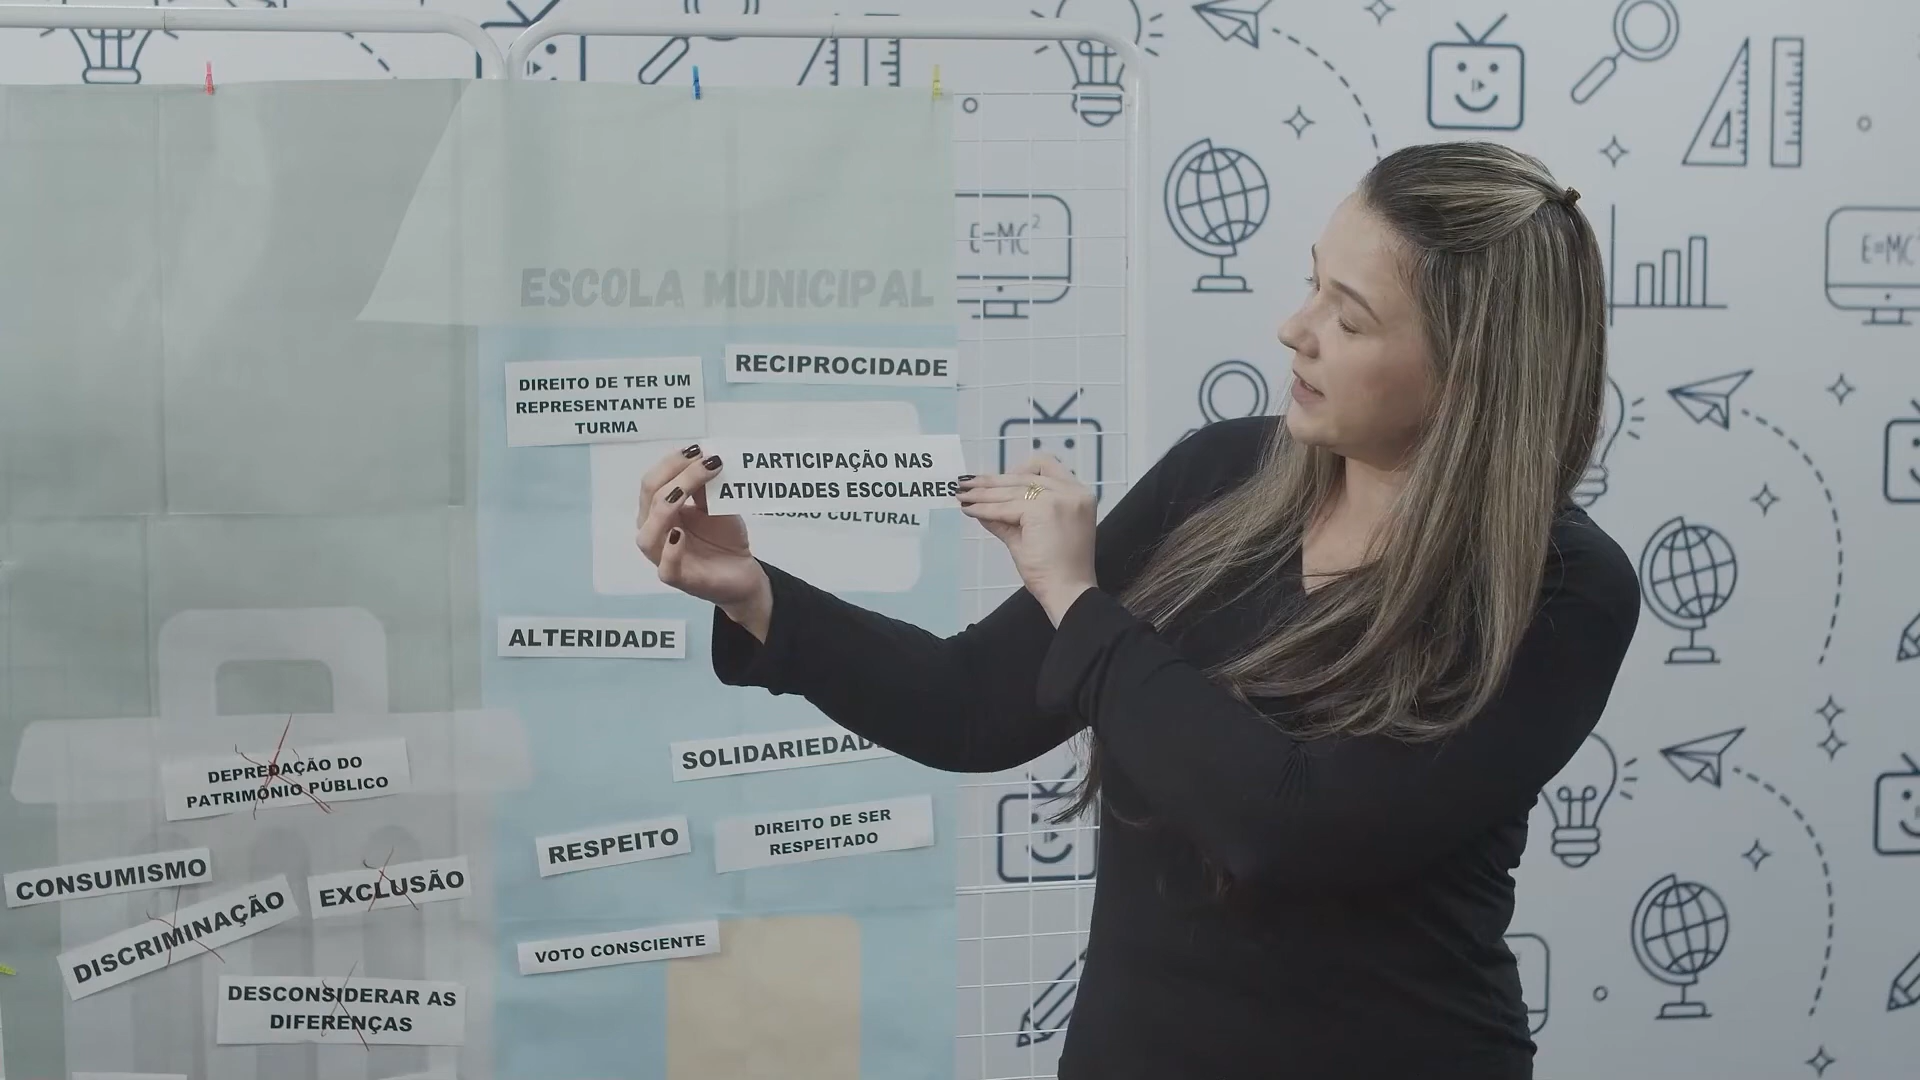 ESCOLA MUNICIPAL
DIREITO DE TER UM
REPRESENTANTE DE
TURMA
RECIPROCIDADE
PARTICIPAÇÃO NAS
ATIVIDADES ESCOLARES
CULTURAL
ALTERIDADE
SOLIDARIEDADE
RESPEITO
DIREITO DE SER
RESPEITADO
VOTO CONSCIENTE
DEPREDAÇÃO DO
PATRIMÔNIO PÚBLICO
CONSUMISMO
EXCLUSÃO
DISCRIMINAÇÃO
DESCONSIDERAR AS
DIFERENÇAS
E=MC²
E=MC